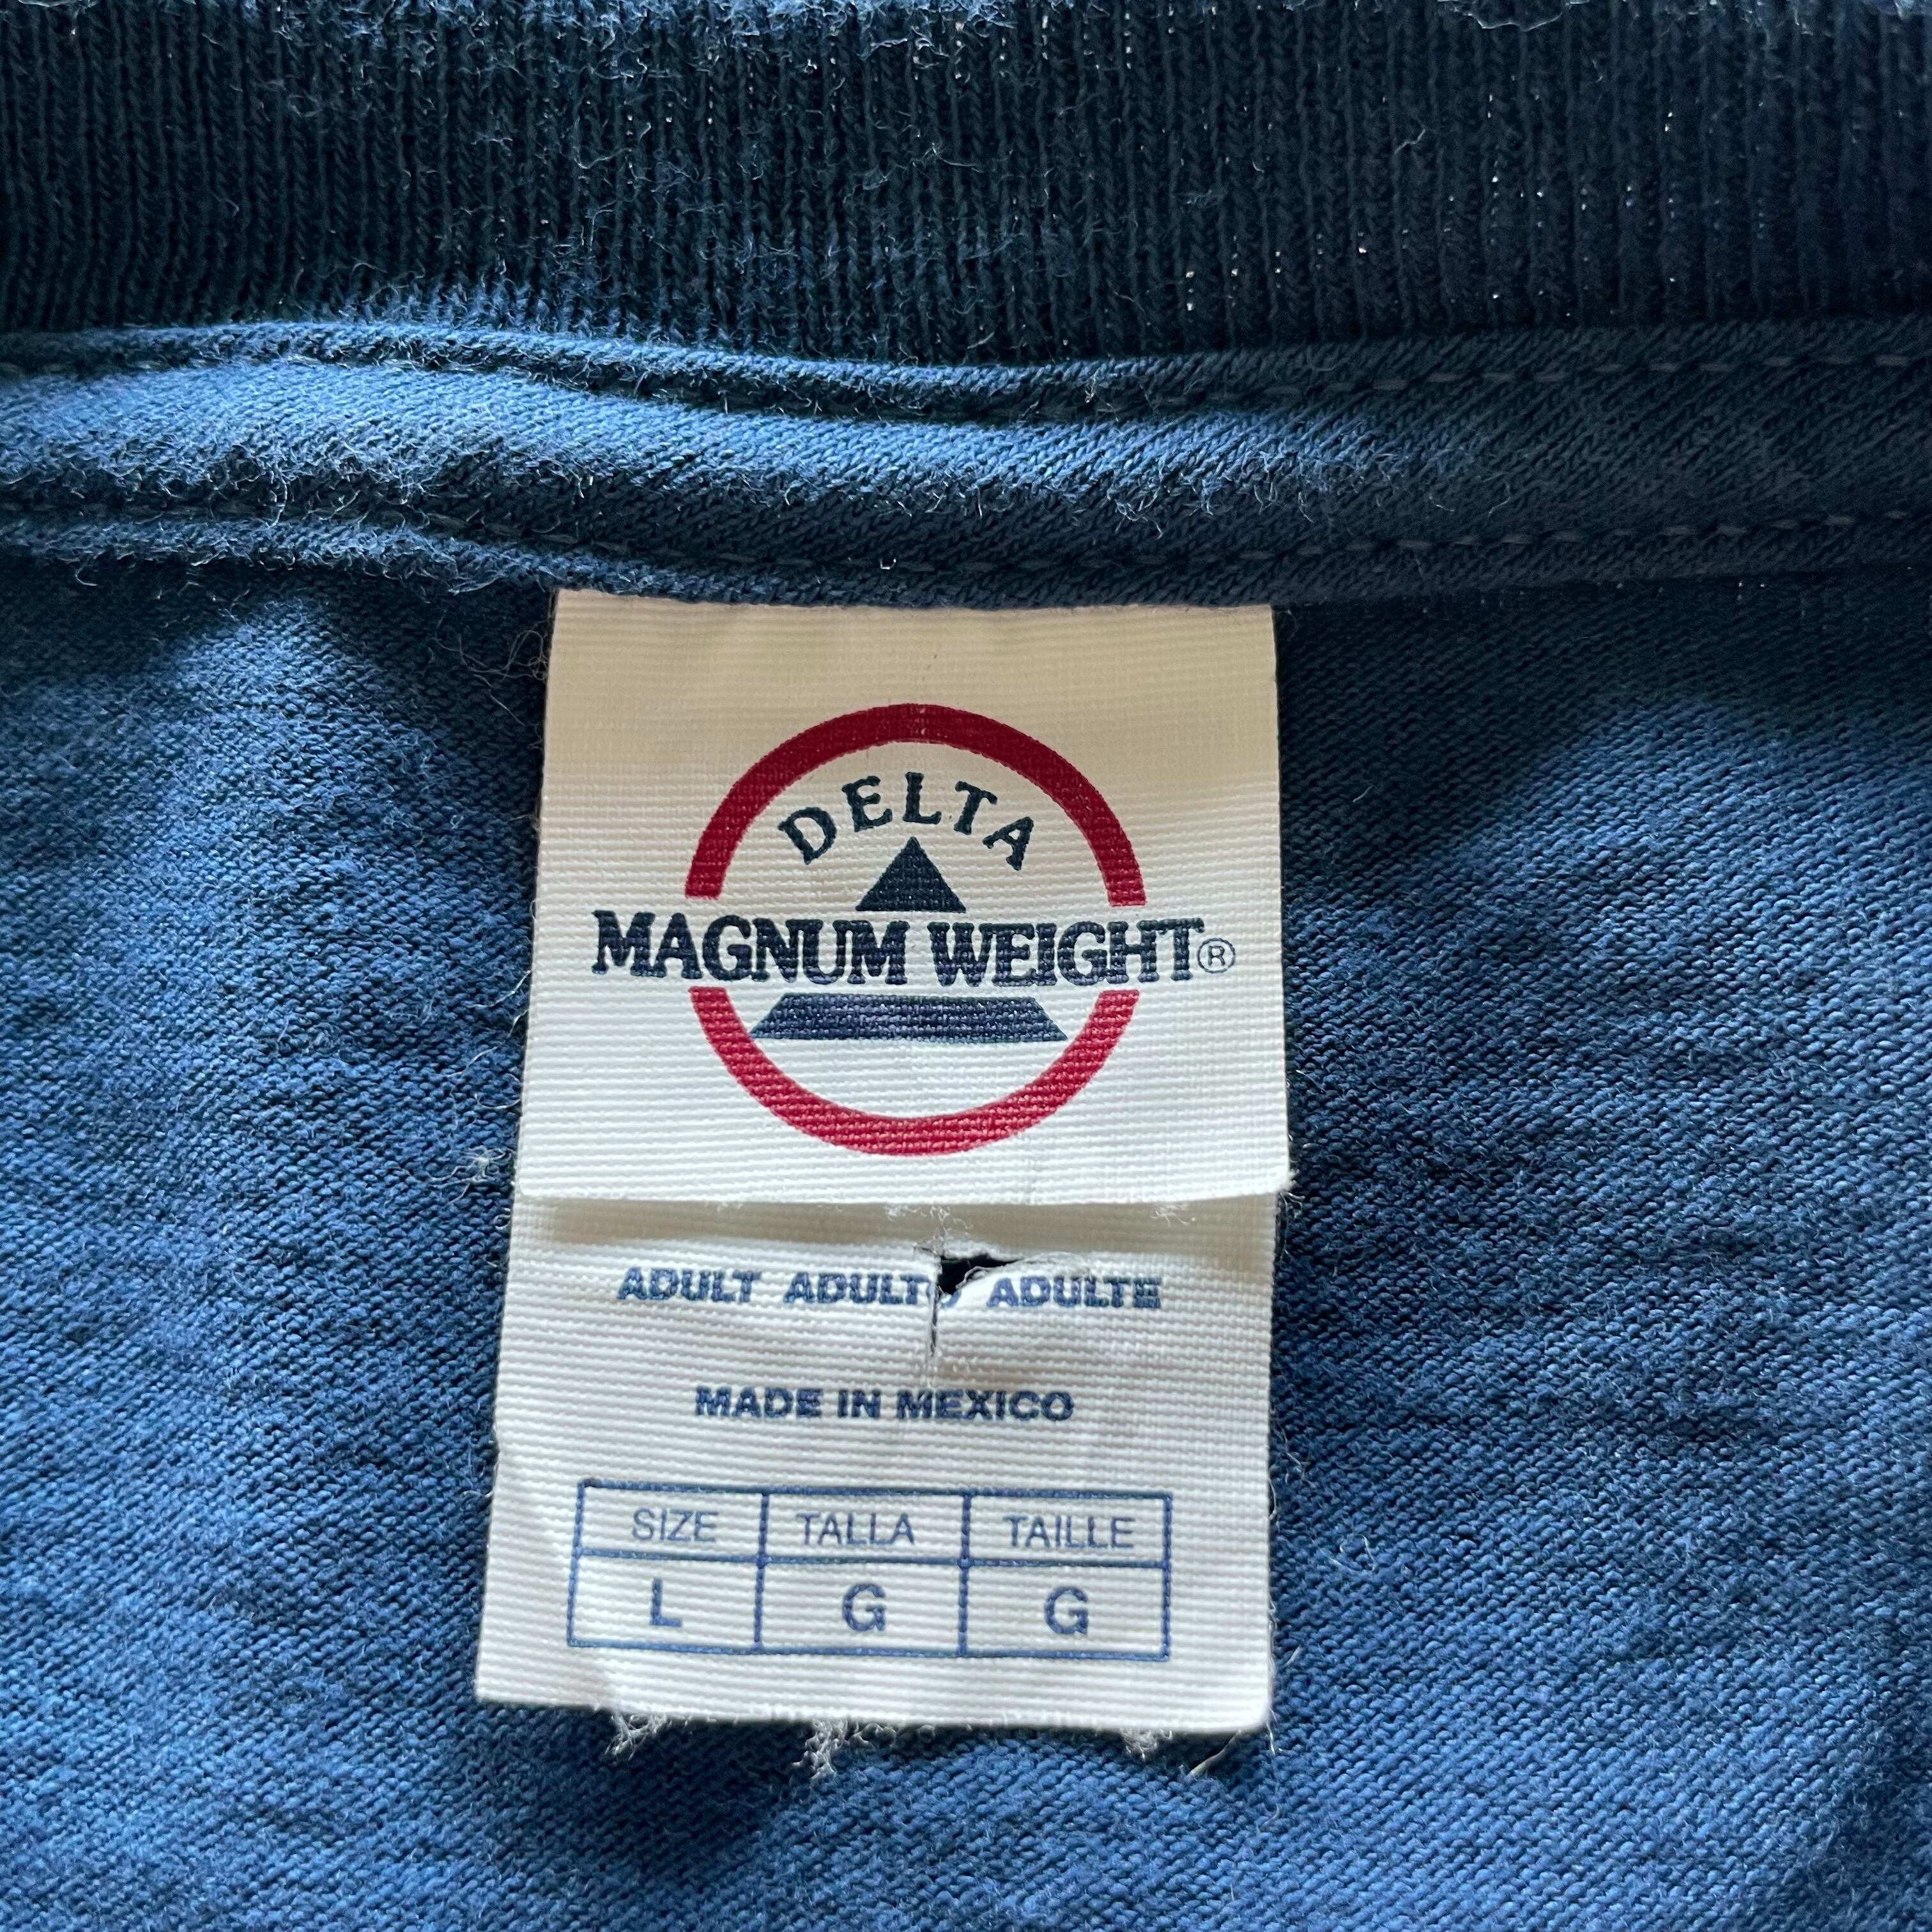 DELTA
MAGNUM WEIGHT®
ADULT ADULTO ADULTE
MADE IN MEXICO
SIZE TALLA TAILLE
L G G